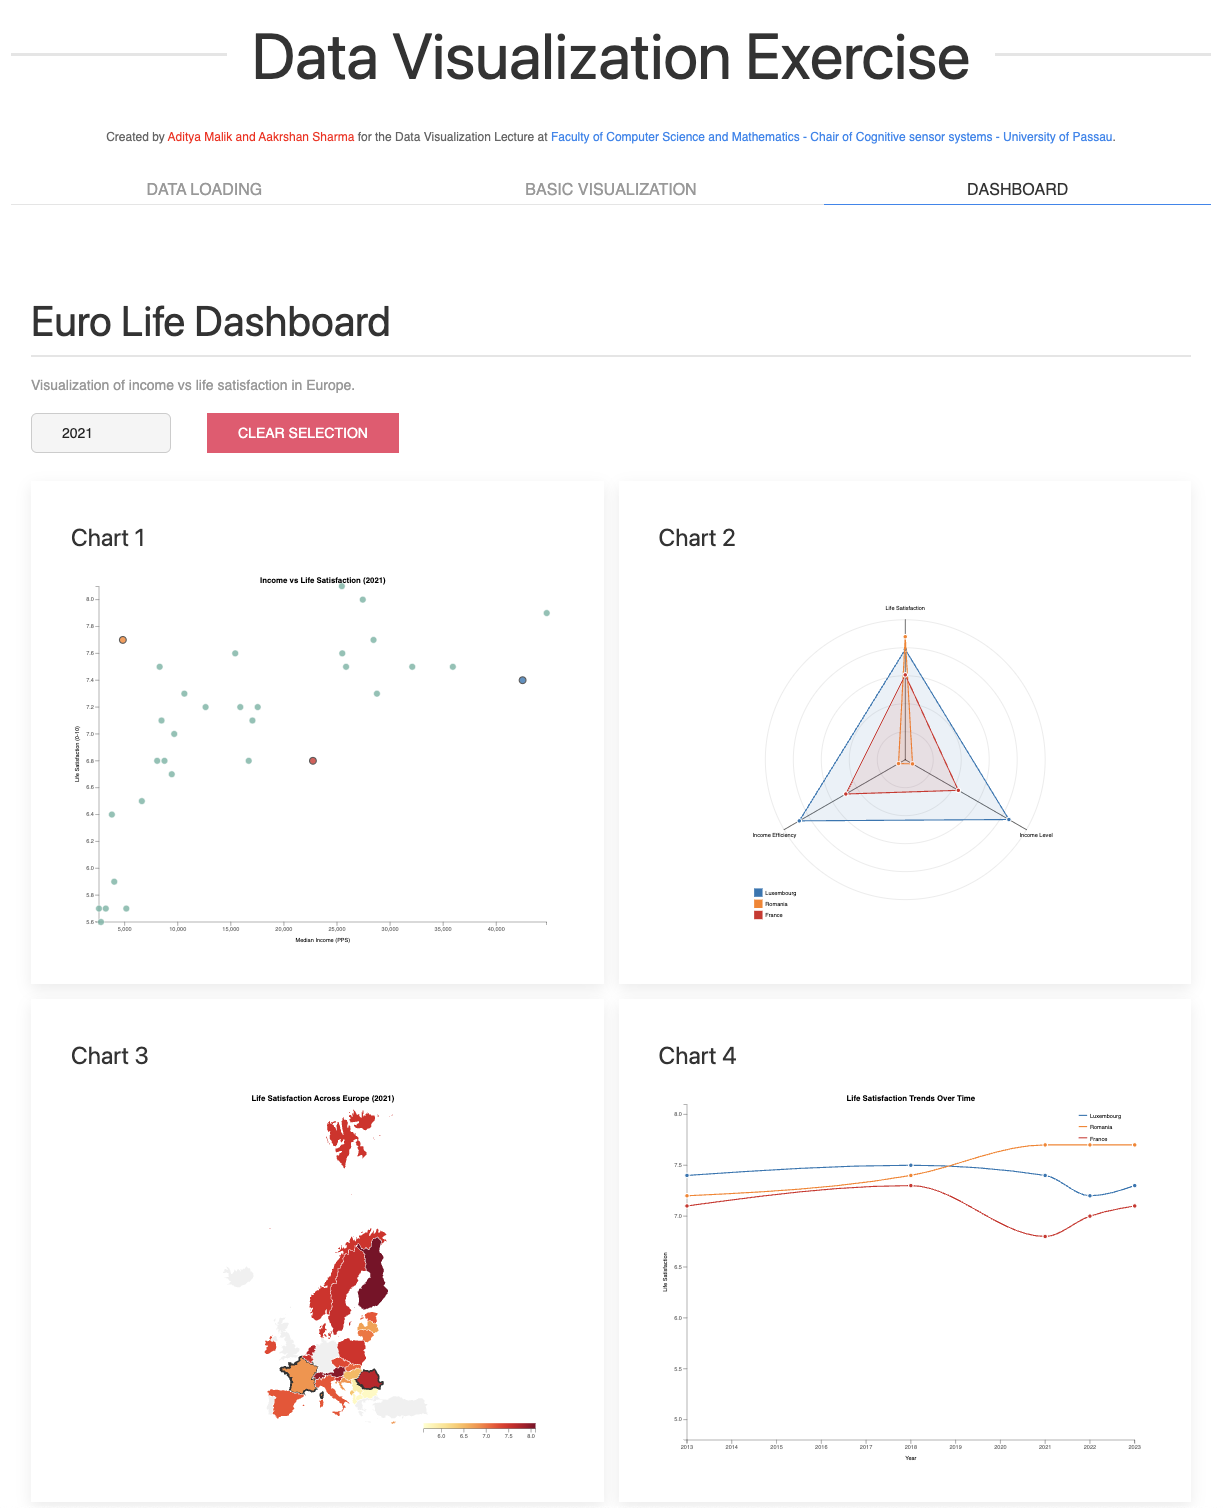 Data Visualization Exercise
Created by Aditya Malik and Aakrshan Sharma for the Data Visualization Lecture at Faculty of Computer Science and Mathematics - Chair of Cognitive sensor systems - University of Passau.
DATA LOADING
BASIC VISUALIZATION
DASHBOARD
Euro Life Dashboard
Visualization of income vs life satisfaction in Europe.
2021
CLEAR SELECTION
Chart 1
Income vs Life Satisfaction (2021)
8.0
7.8
7.6
7.4
7.2
7.0
6.8
6.6
6.4
6.2
6.0
5.8
5.6
Life Satisfaction (0-10)
5,000
10,000
15,000
20,000
25,000
30,000
35,000
40,000
Median Income (PPS)
Chart 2
Life Satisfaction
Income Efficiency
Income Level
Luxembourg
Romania
France
Chart 3
Life Satisfaction Across Europe (2021)
6.0
6.5
7.0
7.5
8.0
Chart 4
Life Satisfaction Trends Over Time
Luxembourg
Romania
France
8.0
7.5
7.0
6.5
6.0
5.5
5.0
Life Satisfaction
2013
2014
2015
2016
2017
2018
2019
2020
2021
2022
2023
Year